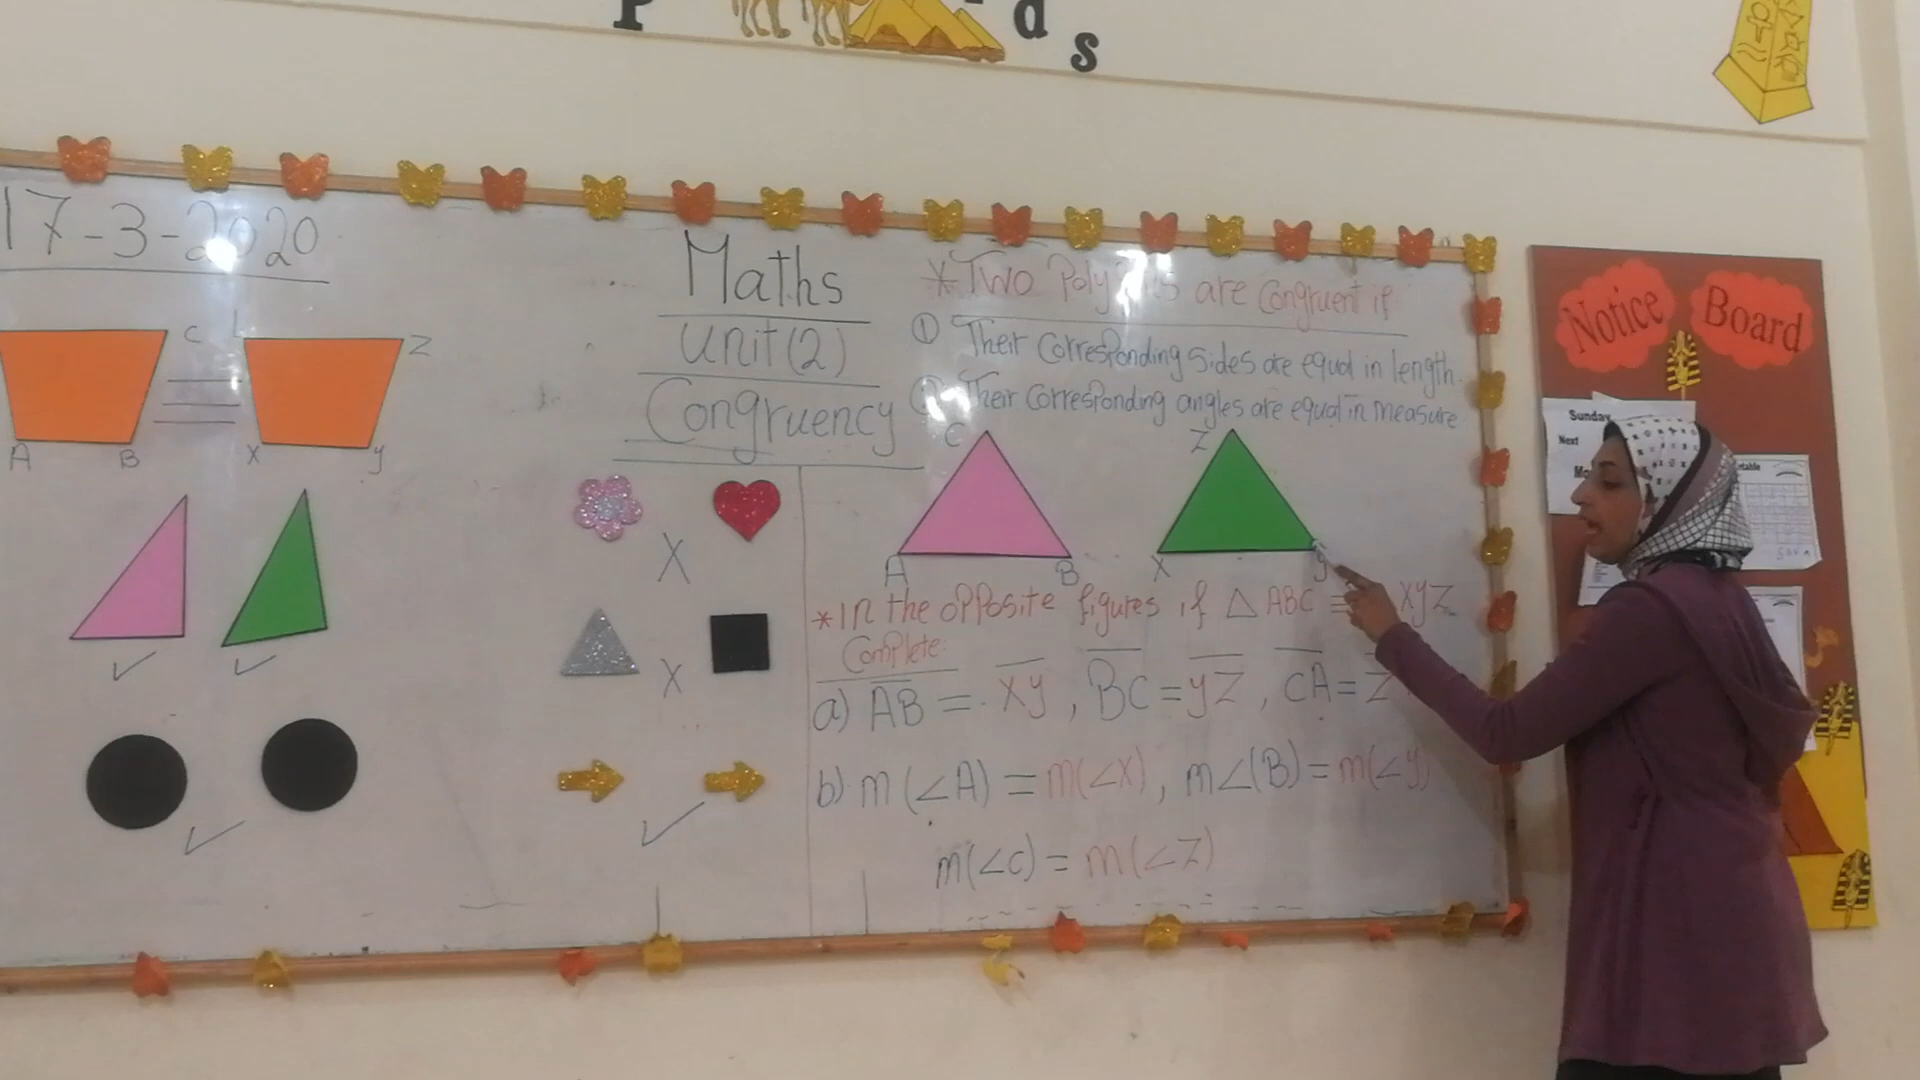 s
17-3-2020
Maths
Unit(2)
Congruency
C
L
Z
A
B
X
y
X
X
* Two are Congruent if
① Their Corresponding sides are equal in length.
Their Corresponding angles are equal in measure
C
Z
A
B
X
y
* In the opposite figures if △ ABC ≡ XYZ
Complete:
a) AB = XY , BC = YZ , CA = Z
b) m(∠A) = m(∠X) , m∠(B) = m(∠y)
m(∠C) = m(∠Z)
Notice Board
Sunday
Next